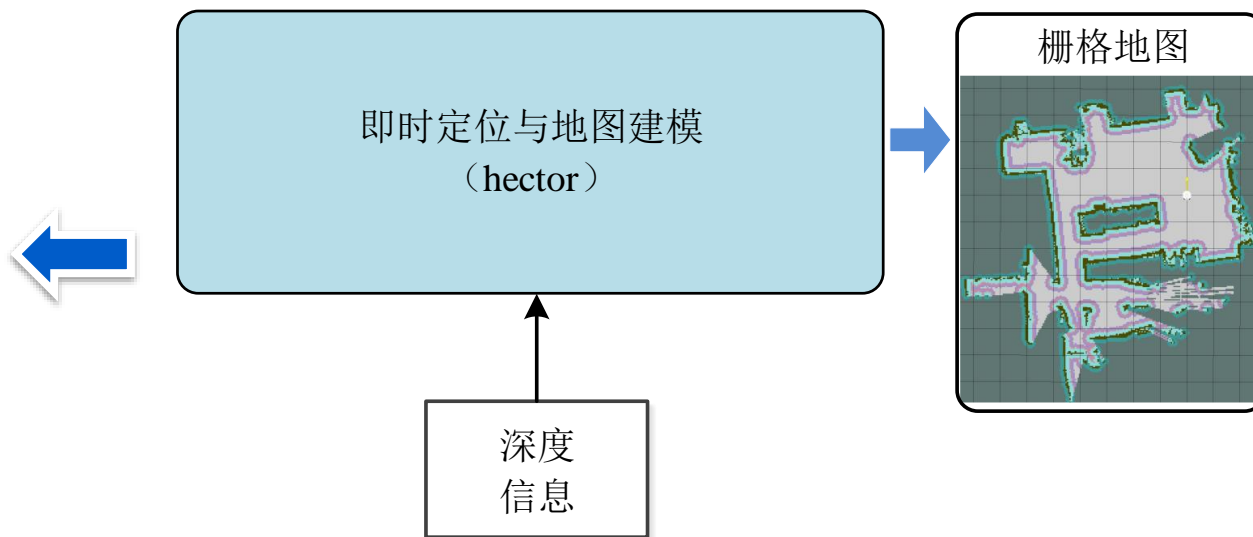 即时定位与地图建模
（hector）
栅格地图
深度
信息